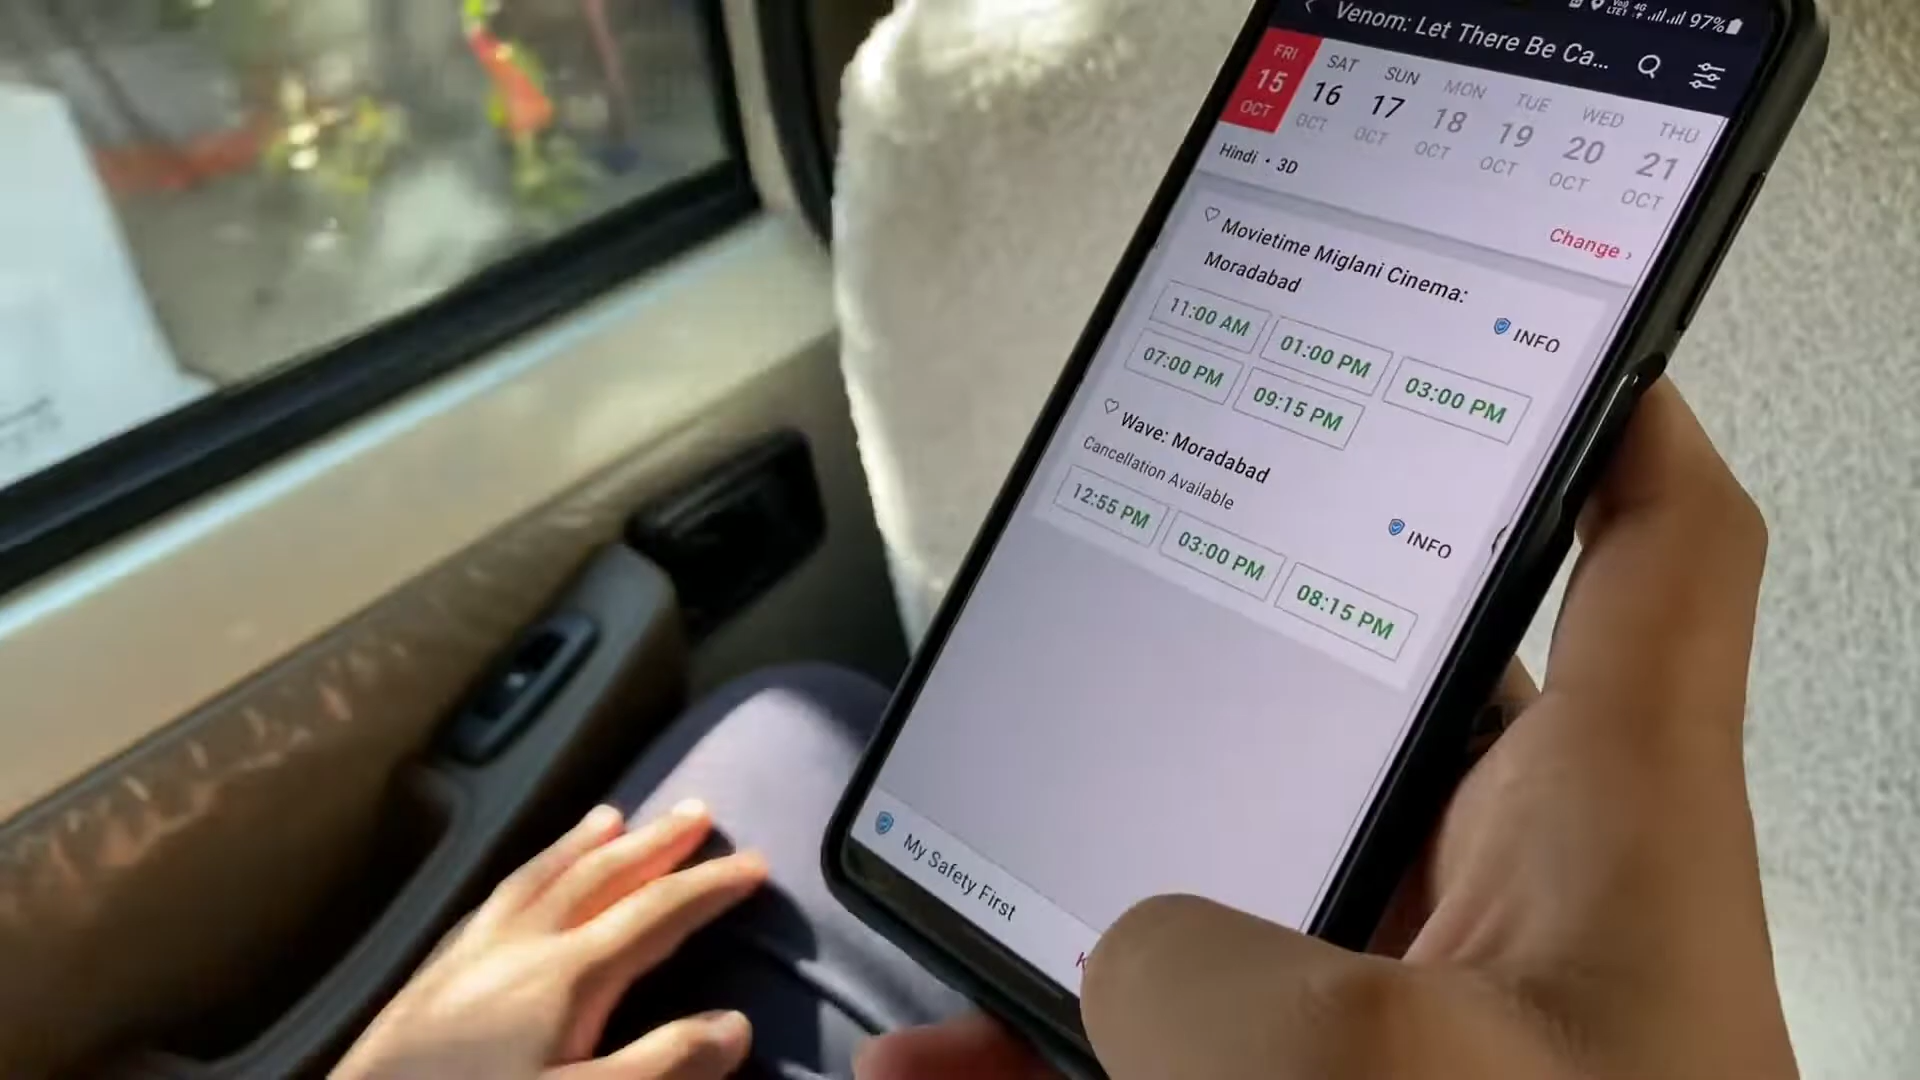 VoLTE1 4G 97%
Venom: Let There Be Ca...
FRI SAT SUN MON TUE WED THU
15 16 17 18 19 20 21
OCT OCT OCT OCT OCT OCT OCT
Hindi • 3D
Change ›
Movietime Miglani Cinema:
Moradabad
INFO
11:00 AM 01:00 PM 03:00 PM
07:00 PM 09:15 PM
Wave: Moradabad
Cancellation Available
INFO
12:55 PM 03:00 PM 08:15 PM
My Safety First